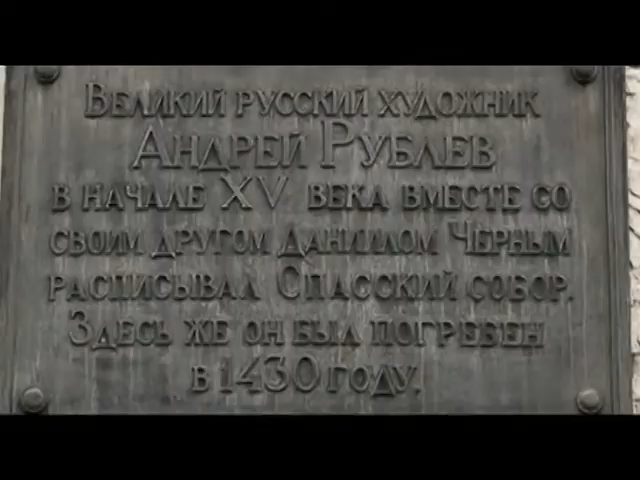 Великий русский художник
Андрей Рублев
в начале XV века вместе со
своим другом Даниилом Чёрным
расписывал Спасский собор.
Здесь же он был погребен
в 1430 году.